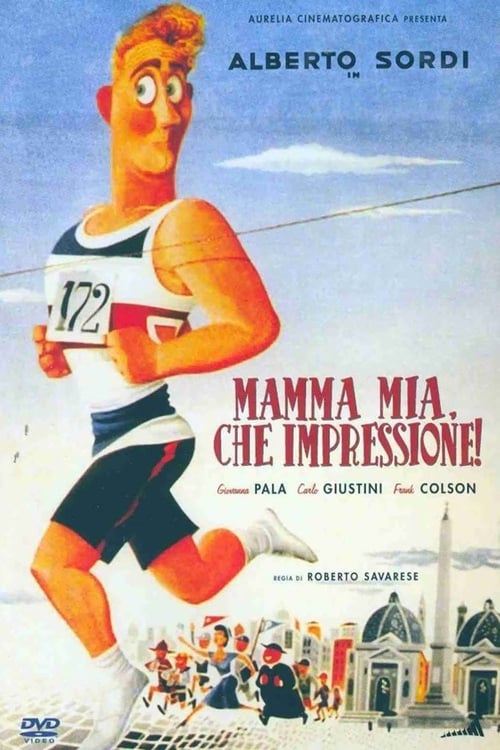 AURELIA CINEMATOGRAFICA PRESENTA
ALBERTO SORDI
IN
172
MAMMA MIA,
CHE IMPRESSIONE!
Giovanna PALA Carlo GIUSTINI Frank COLSON
REGIA DI ROBERTO SAVARESE
DVD
VIDEO